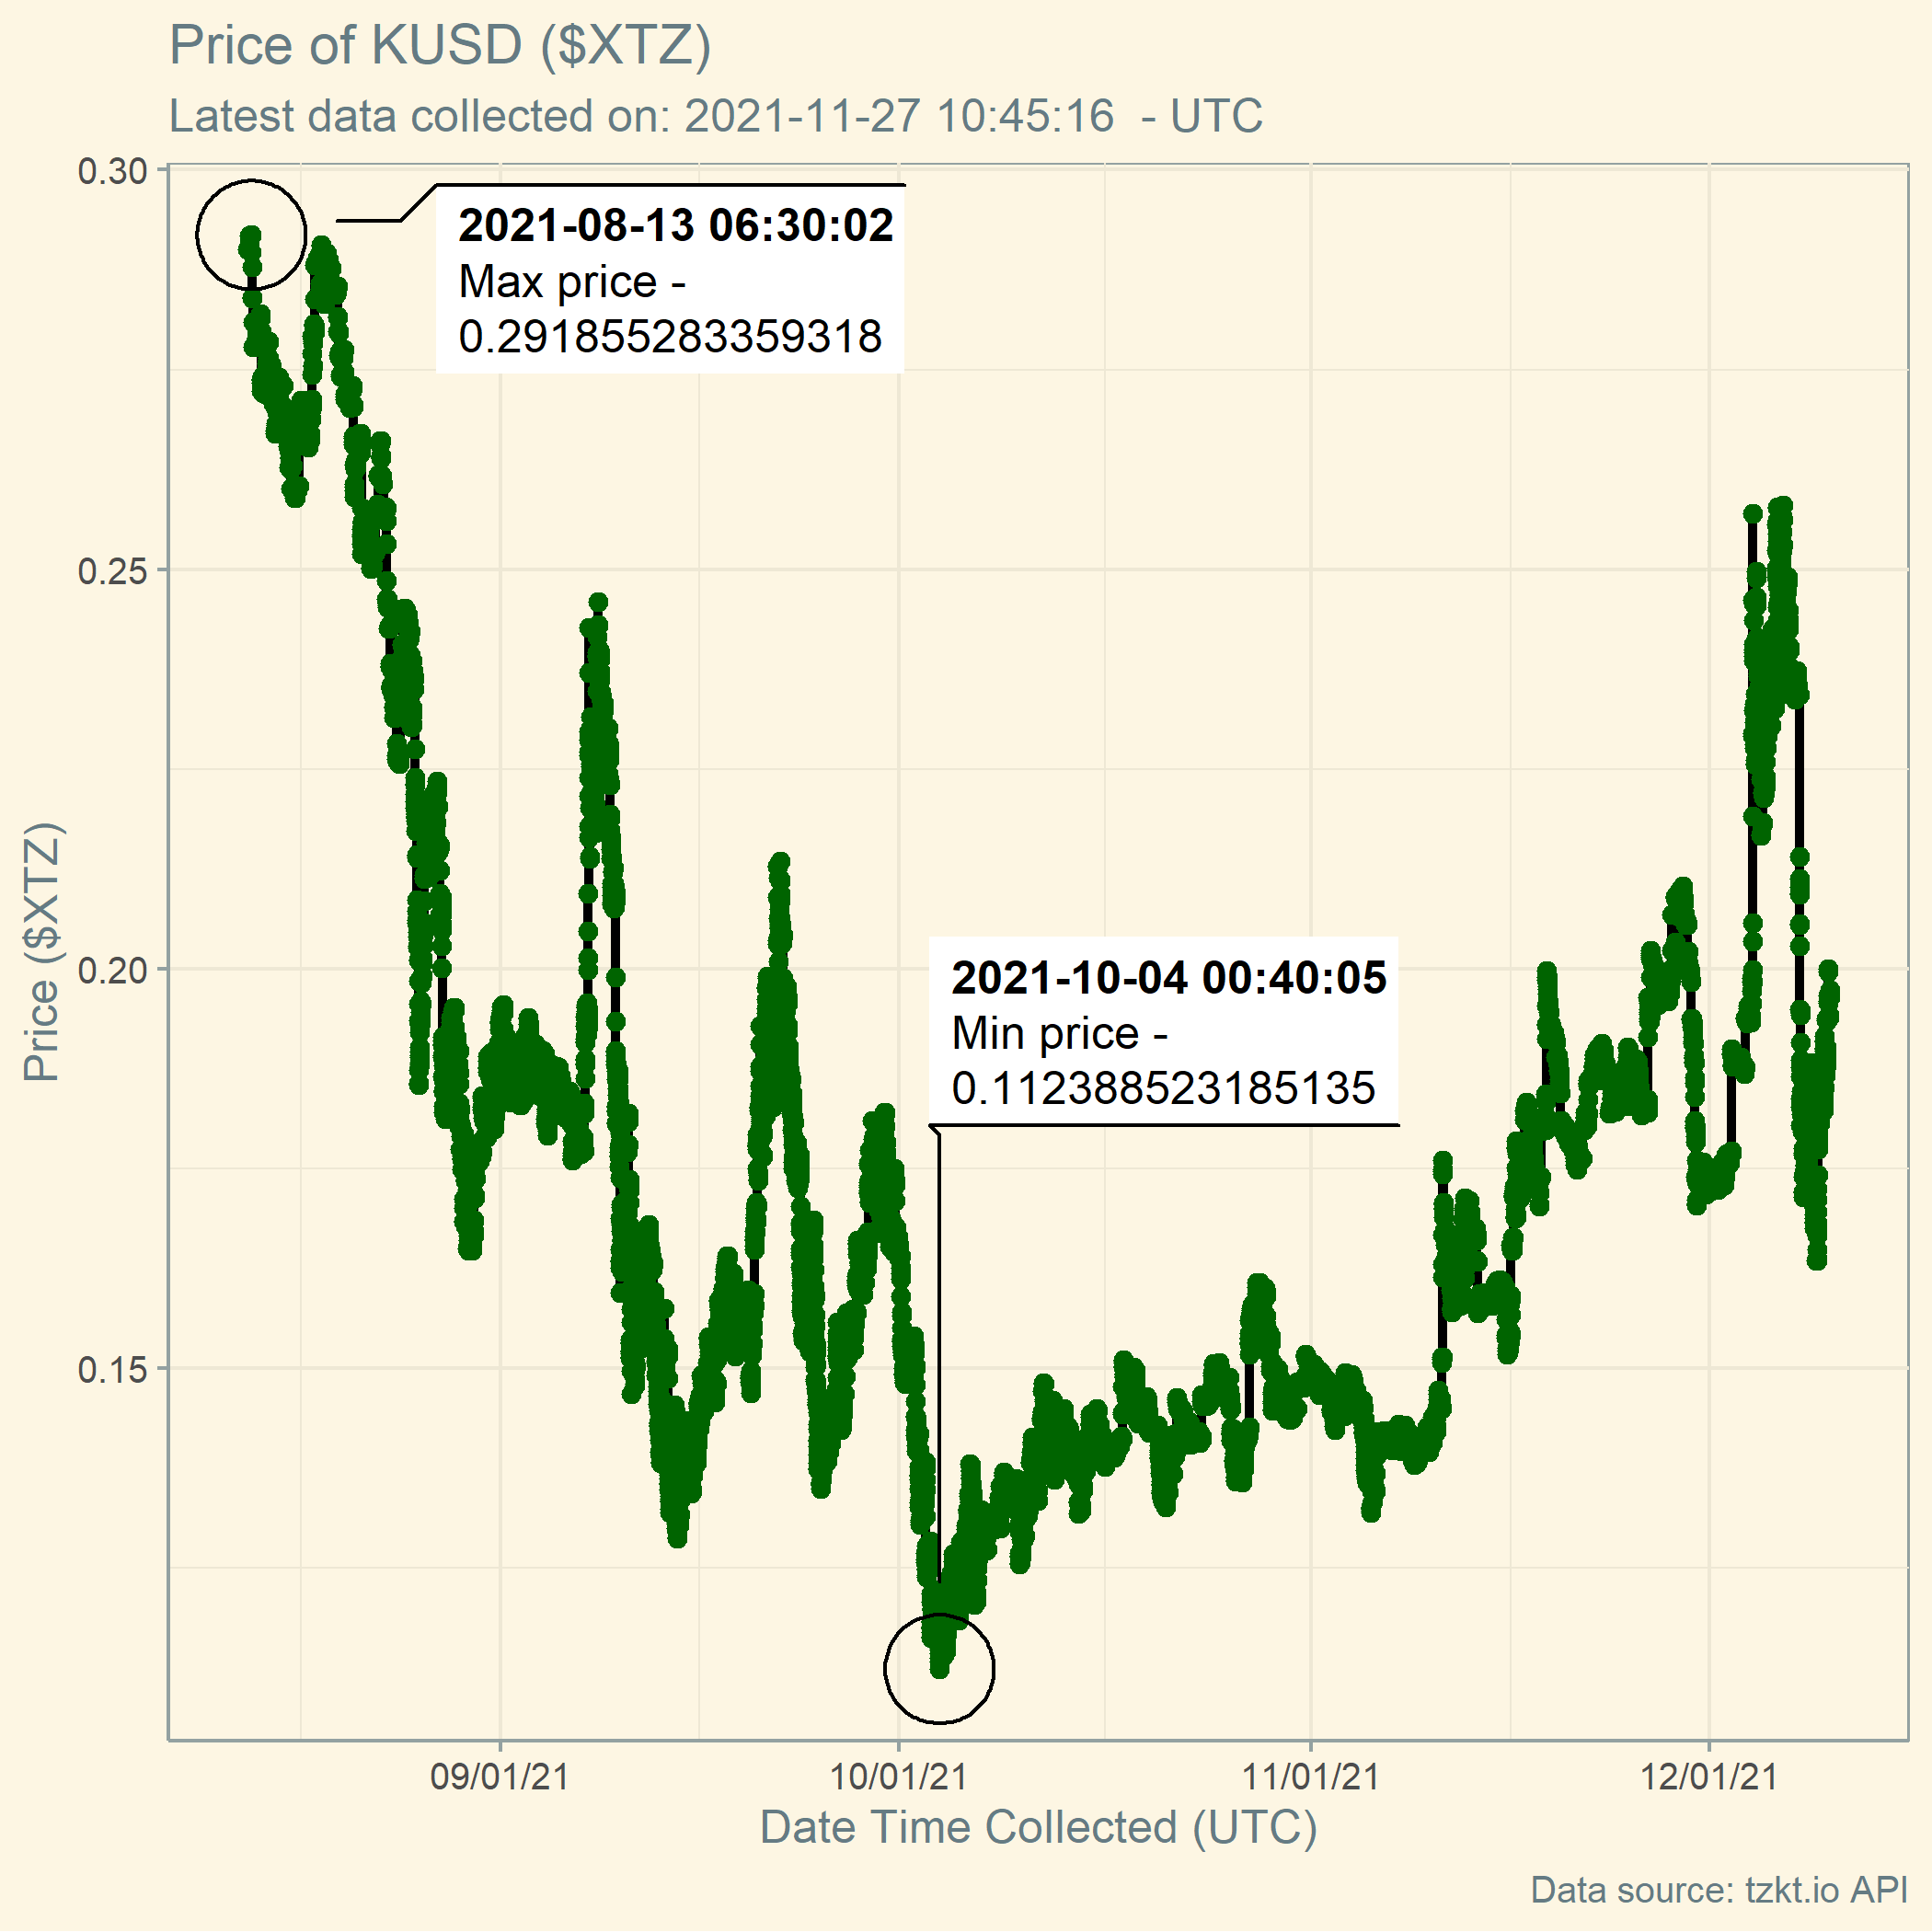 Price of KUSD ($XTZ)
Latest data collected on: 2021-11-27 10:45:16  - UTC
0.30
0.25
0.20
0.15
Price ($XTZ)
2021-08-13 06:30:02
Max price -
0.291855283359318
2021-10-04 00:40:05
Min price -
0.112388523185135
09/01/21
10/01/21
11/01/21
12/01/21
Date Time Collected (UTC)
Data source: tzkt.io API